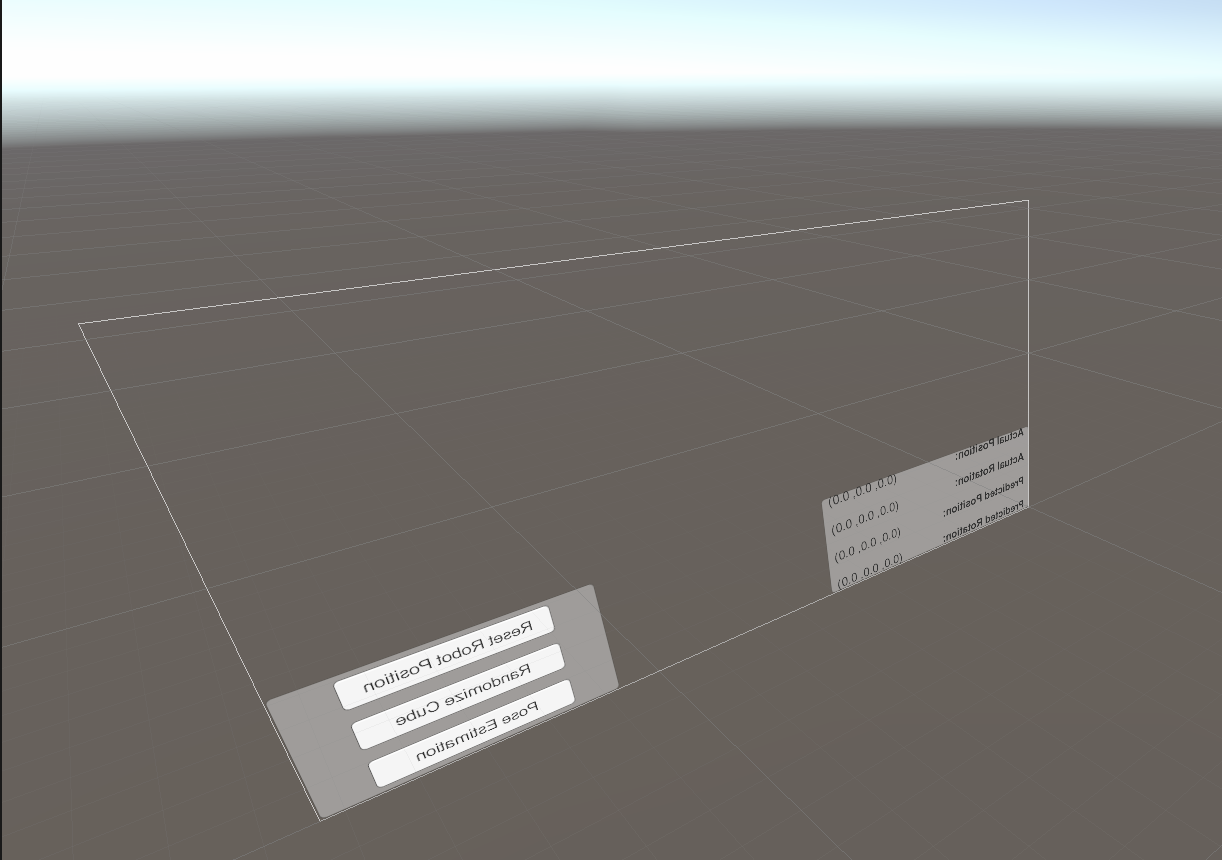 Actual Position:
(0.0, 0.0, 0.0)
Actual Rotation:
(0.0, 0.0, 0.0)
Predicted Position:
(0.0, 0.0, 0.0)
Predicted Rotation:
(0.0, 0.0, 0.0)
Reset Robot Position
Randomize Cube
Pose Estimation